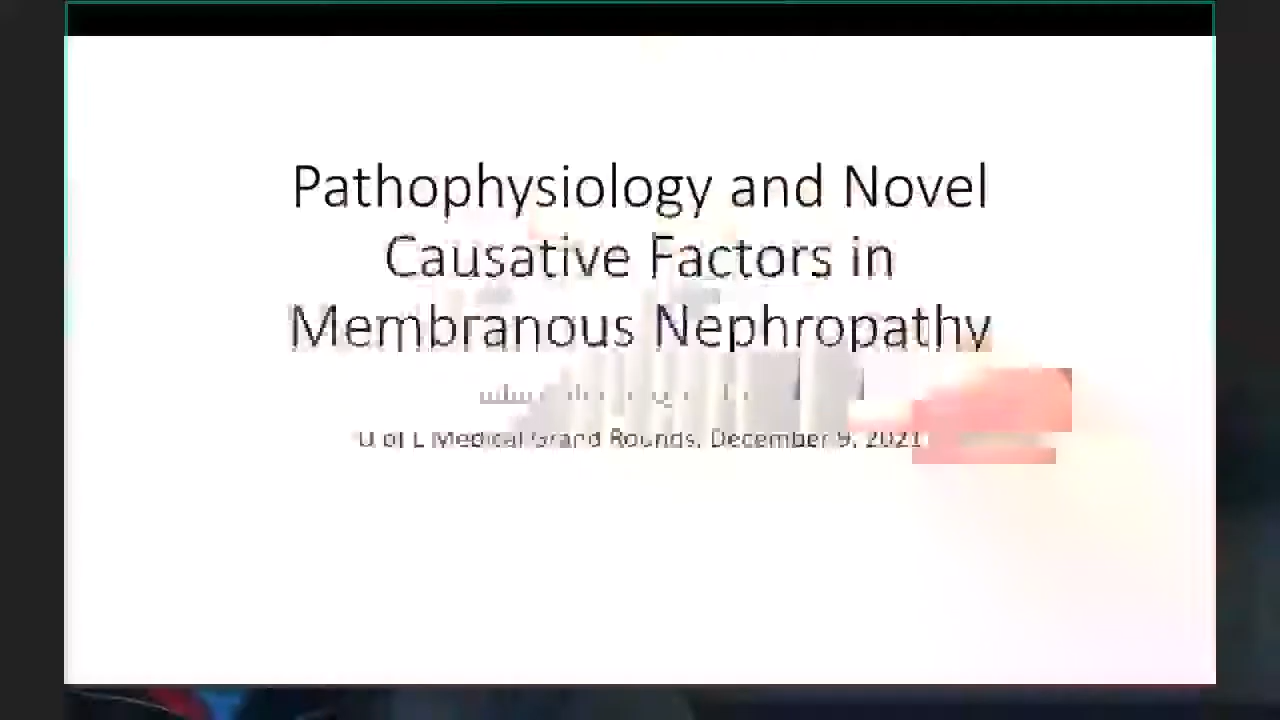 Pathophysiology and Novel
Causative Factors in
Membranous Nephropathy
U of L Medical Grand Rounds, December 9, 2021